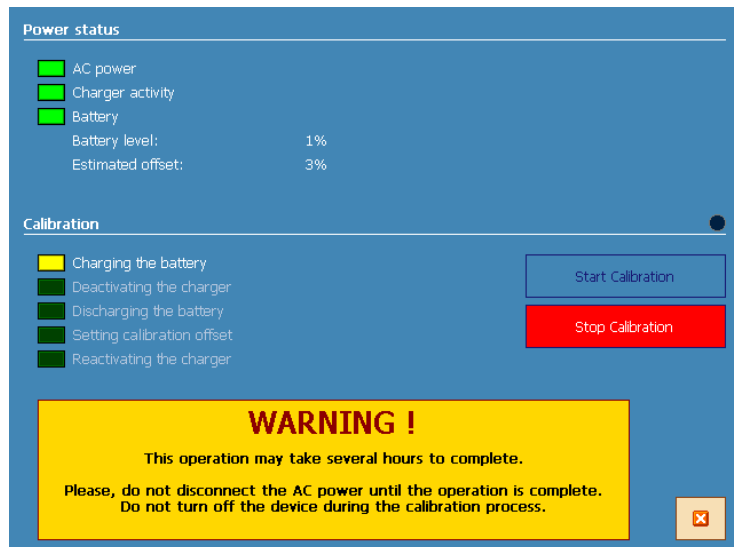 Power status
AC power
Charger activity
Battery
Battery level: 1%
Estimated offset: 3%
Calibration
Charging the battery
Deactivating the charger
Discharging the battery
Setting calibration offset
Reactivating the charger
Start Calibration
Stop Calibration
WARNING !
This operation may take several hours to complete.
Please, do not disconnect the AC power until the operation is complete.
Do not turn off the device during the calibration process.